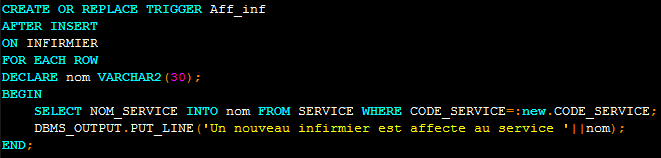 CREATE OR REPLACE TRIGGER Aff_inf
AFTER INSERT
ON INFIRMIER
FOR EACH ROW
DECLARE nom VARCHAR2(30);
BEGIN
SELECT NOM_SERVICE INTO nom FROM SERVICE WHERE CODE_SERVICE=:new.CODE_SERVICE;
DBMS_OUTPUT.PUT_LINE('Un nouveau infirmier est affecte au service '||nom);
END;